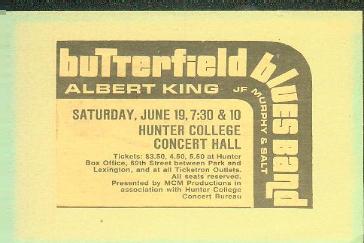 butterfield
blues band
ALBERT KING
JF MURPHY & SALT
SATURDAY, JUNE 19, 7:30 & 10
HUNTER COLLEGE
CONCERT HALL
Tickets: $3.50, 4.50, 5.50 at Hunter
Box Office, 69th Street between Park and
Lexington, and at all Ticketron Outlets.
All seats reserved.
Presented by MCM Productions in
association with Hunter College
Concert Bureau